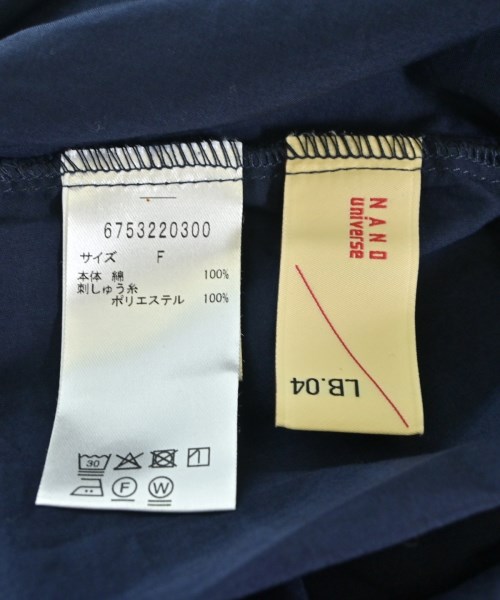 6753220300
サイズ F
本体 綿 100%
刺しゅう糸
ポリエステル 100%
30
F
W
NANO
universe
LB.04